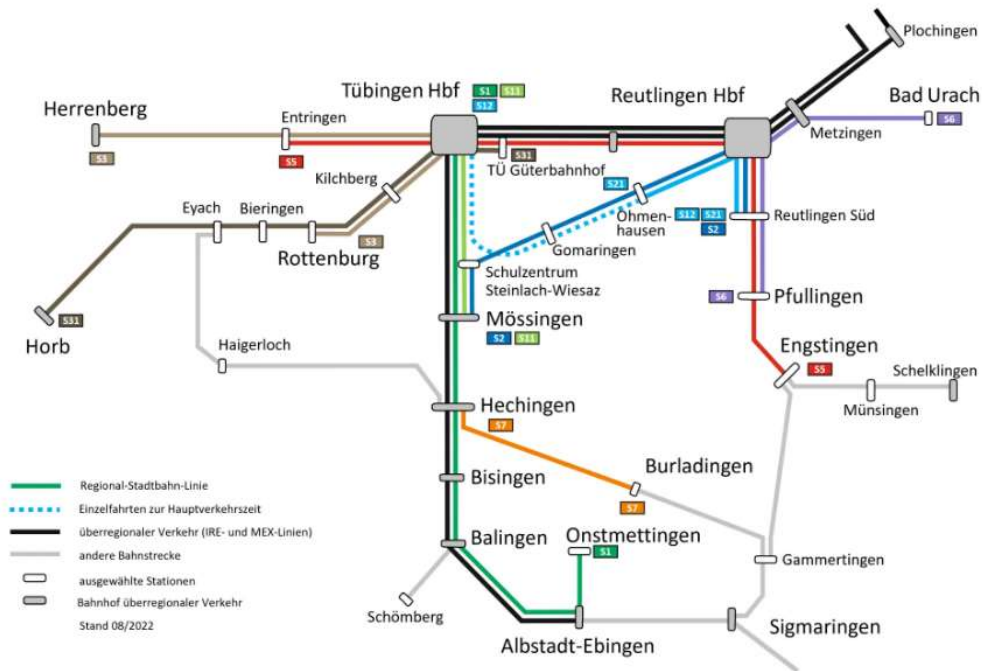 Plochingen
Tübingen Hbf
S1 S11
S12
Reutlingen Hbf
Herrenberg
S3
Entringen
S5
Bad Urach
S6
Metzingen
TÜ Güterbahnhof
S31
Kilchberg
S21
Öhmen-
hausen
S12 S21
S2
Reutlingen Süd
Eyach
Bieringen
Rottenburg
S3
Gomaringen
Schulzentrum
Steinlach-Wiesaz
S6
Pfullingen
Horb
S31
Mössingen
S2 S11
Haigerloch
Engstingen
S5
Schelklingen
Münsingen
Hechingen
S7
Burladingen
S7
Bisingen
Balingen
Onstmettingen
S1
Gammertingen
Schömberg
Albstadt-Ebingen
Sigmaringen
Regional-Stadtbahn-Linie
Einzelfahrten zur Hauptverkehrszeit
überregionaler Verkehr (IRE- und MEX-Linien)
andere Bahnstrecke
ausgewählte Stationen
Bahnhof überregionaler Verkehr
Stand 08/2022